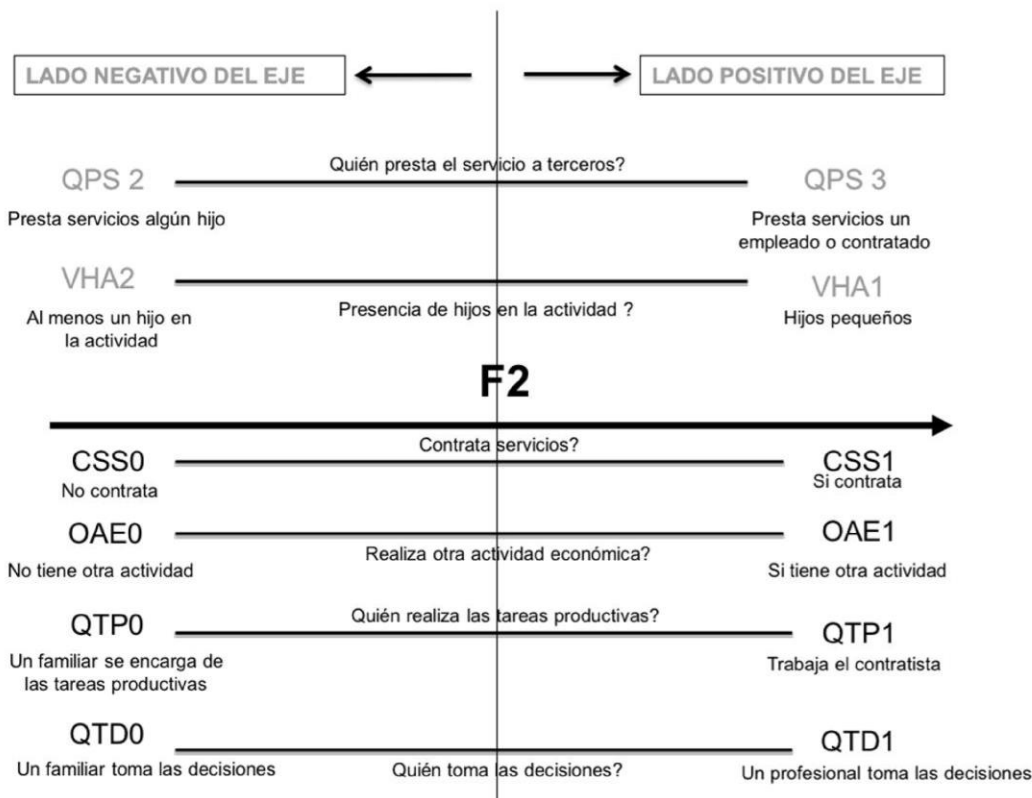 LADO NEGATIVO DEL EJE
LADO POSITIVO DEL EJE
Quién presta el servicio a terceros?
QPS 2
QPS 3
Presta servicios algún hijo
Presta servicios un
empleado o contratado
VHA2
VHA1
Presencia de hijos en la actividad ?
Al menos un hijo en
la actividad
Hijos pequeños
F2
Contrata servicios?
CSS0
CSS1
No contrata
Si contrata
OAE0
OAE1
Realiza otra actividad económica?
No tiene otra actividad
Si tiene otra actividad
Quién realiza las tareas productivas?
QTP0
QTP1
Un familiar se encarga de
las tareas productivas
Trabaja el contratista
QTD0
QTD1
Un familiar toma las decisiones
Quién toma las decisiones?
Un profesional toma las decisiones